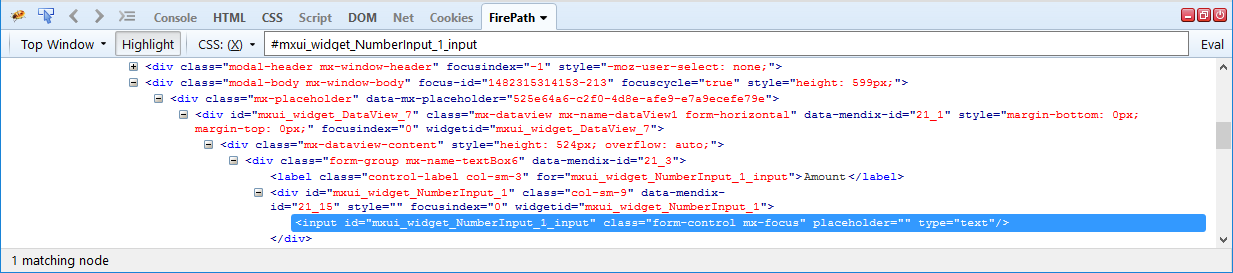 Console HTML CSS Script DOM Net Cookies FirePath
Top Window Highlight CSS: (X) #mxui_widget_NumberInput_1_input Eval
<div class="modal-header mx-window-header" focusindex="-1" style="-moz-user-select: none;">
<div class="modal-body mx-window-body" focus-id="1482315314153-213" focuscycle="true" style="height: 599px;">
<div class="mx-placeholder" data-mx-placeholder="525e64a6-c2f0-4d8e-afe9-e7a9ecefe79e">
<div id="mxui_widget_DataView_7" class="mx-dataview mx-name-dataView1 form-horizontal" data-mendix-id="21_1" style="margin-bottom: 0px;
margin-top: 0px;" focusindex="0" widgetid="mxui_widget_DataView_7">
<div class="mx-dataview-content" style="height: 524px; overflow: auto;">
<div class="form-group mx-name-textBox6" data-mendix-id="21_3">
<label class="control-label col-sm-3" for="mxui_widget_NumberInput_1_input">Amount</label>
<div id="mxui_widget_NumberInput_1" class="col-sm-9" data-mendix-
id="21_15" style="" focusindex="0" widgetid="mxui_widget_NumberInput_1">
<input id="mxui_widget_NumberInput_1_input" class="form-control mx-focus" placeholder="" type="text"/>
</div>
1 matching node